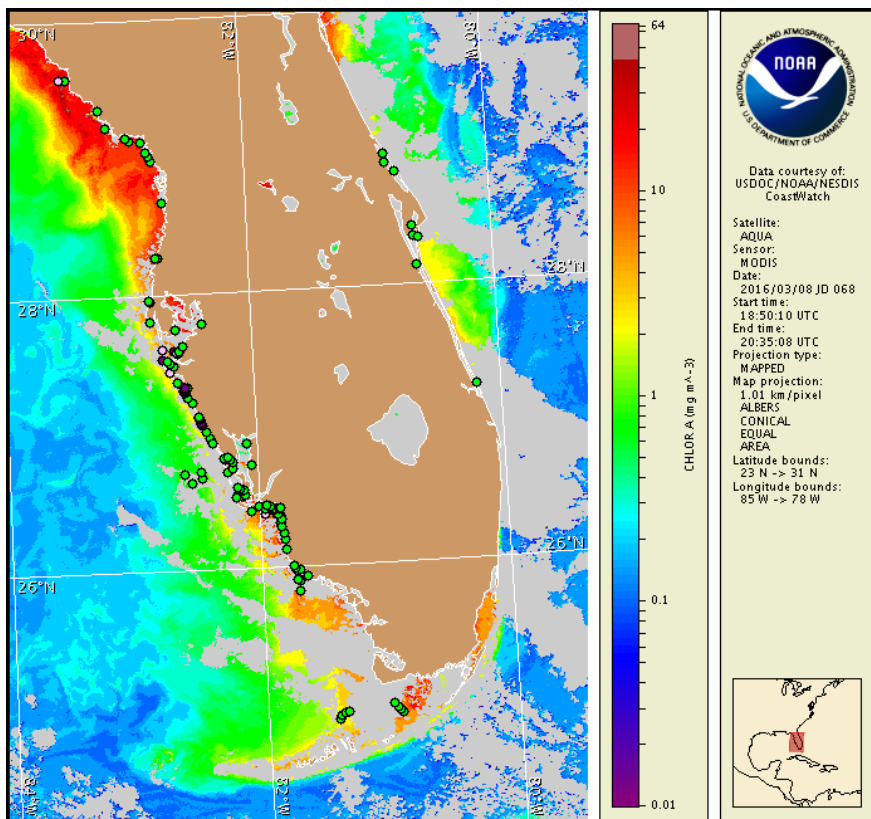 30°N
82°W
80°W
28°N
28°N
26°N
26°N
84°W
82°W
80°W
64
10
1
0.1
0.01
CHLOR A (mg m^-3)
NATIONAL OCEANIC AND ATMOSPHERIC ADMINISTRATION
NOAA
U.S. DEPARTMENT OF COMMERCE
Data courtesy of:
USDOC/NOAA/NESDIS
CoastWatch
Satellite:
AQUA
Sensor:
MODIS
Date:
2016/03/08 JD 068
Start time:
18:50:10 UTC
End time:
20:35:08 UTC
Projection type:
MAPPED
Map projection:
1.01 km/pixel
ALBERS
CONICAL
EQUAL
AREA
Latitude bounds:
23 N -> 31 N
Longitude bounds:
85 W -> 78 W